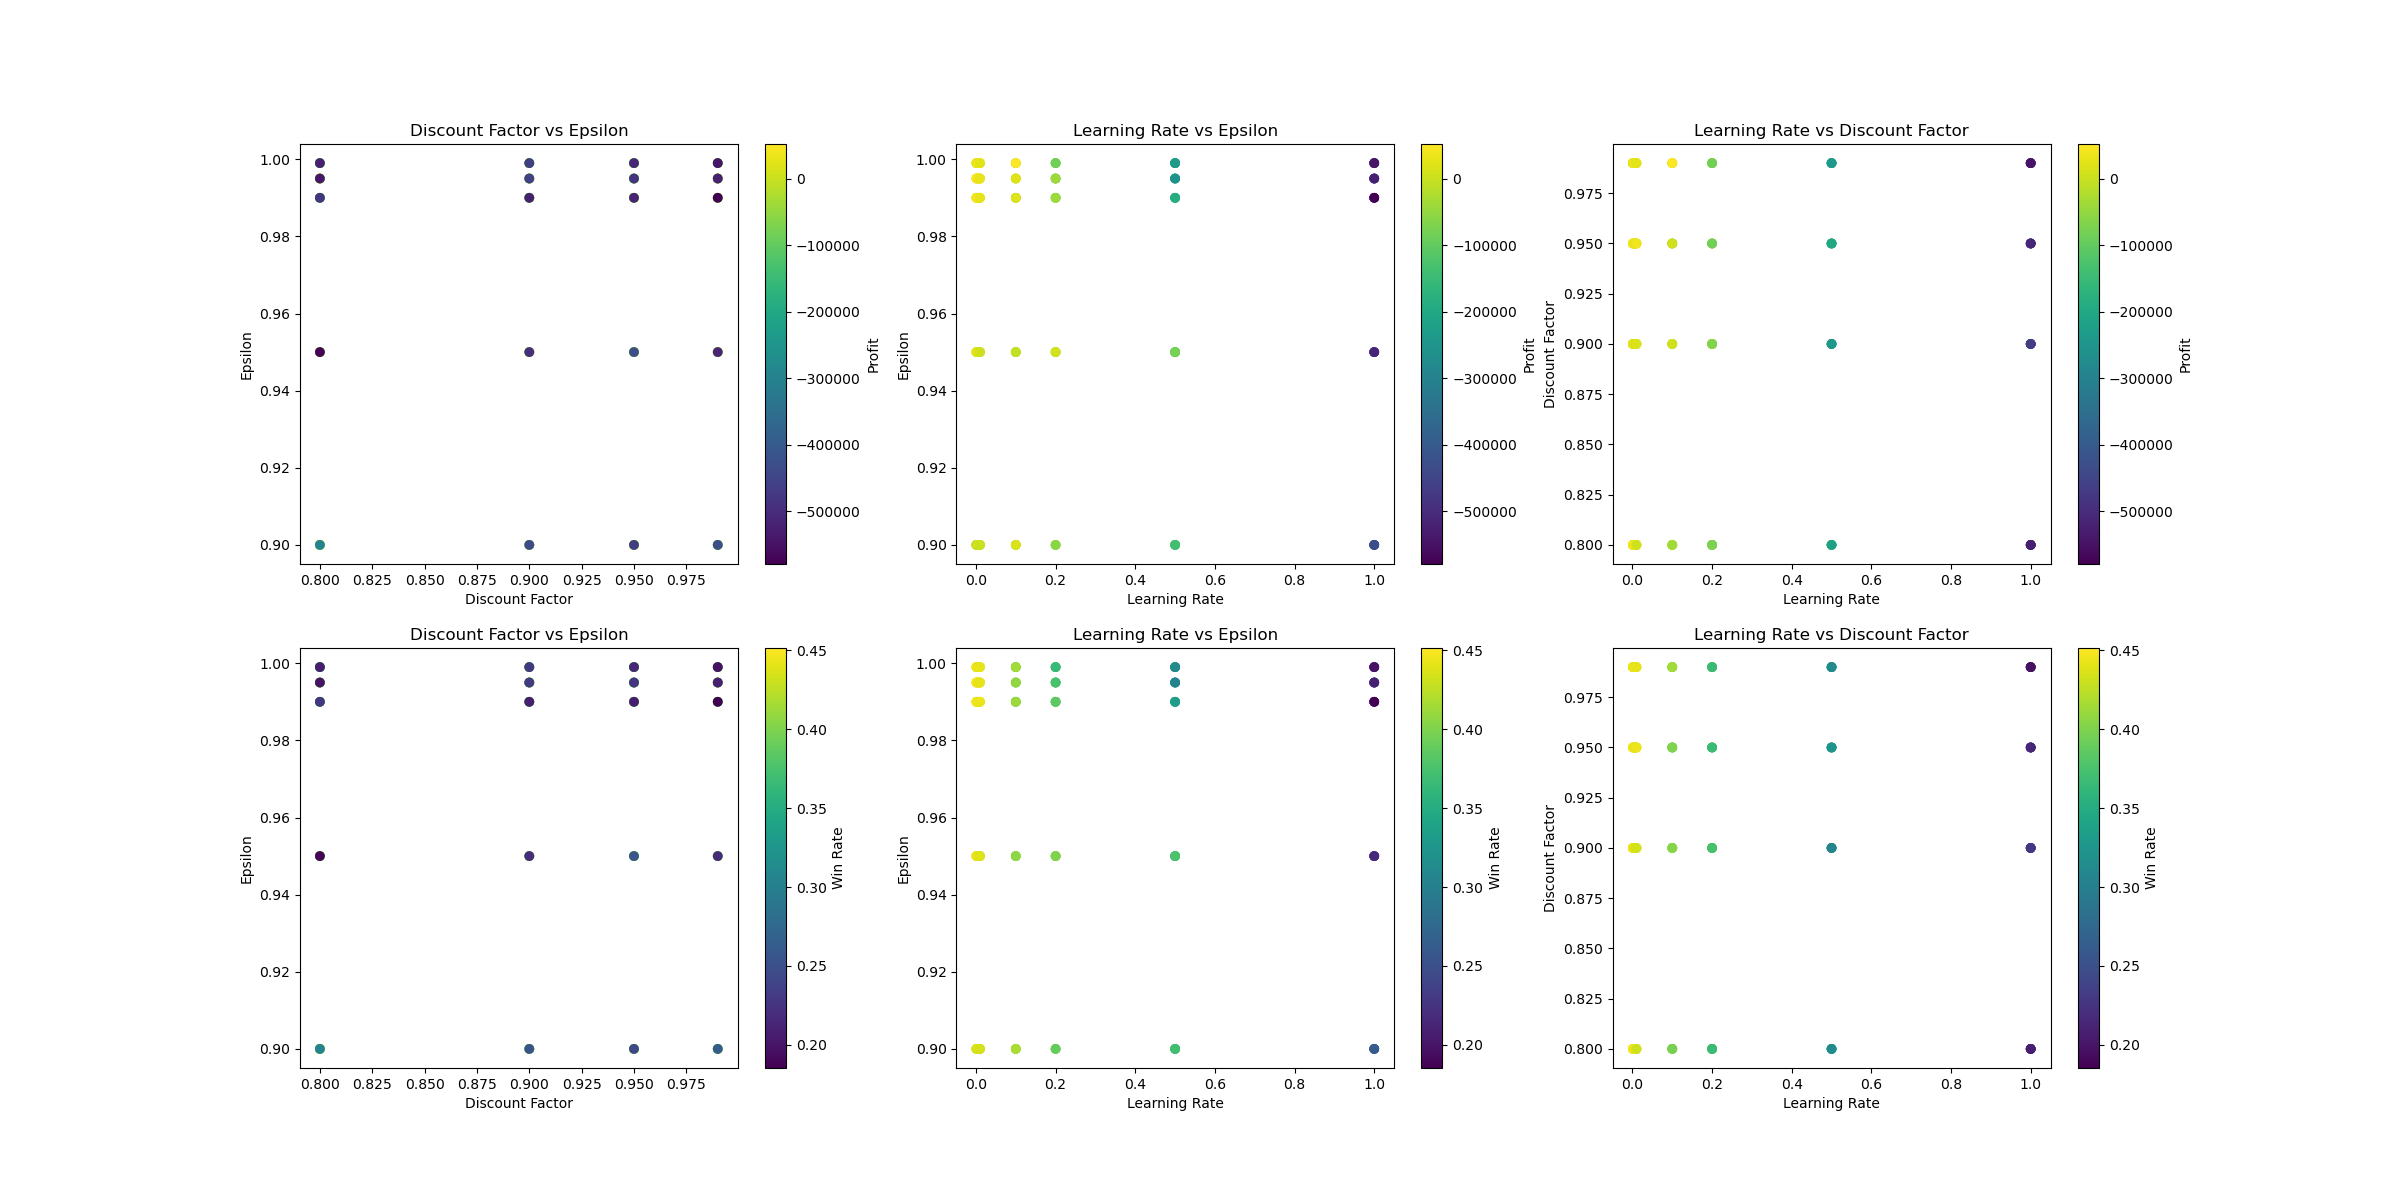 Discount Factor vs Epsilon
1.00
0.98
0.96
0.94
0.92
0.90
Epsilon
0.800 0.825 0.850 0.875 0.900 0.925 0.950 0.975
Discount Factor
0
−100000
−200000
−300000
−400000
−500000
Profit
Learning Rate vs Epsilon
1.00
0.98
0.96
0.94
0.92
0.90
Epsilon
0.0 0.2 0.4 0.6 0.8 1.0
Learning Rate
0
−100000
−200000
−300000
−400000
−500000
Profit
Learning Rate vs Discount Factor
0.975
0.950
0.925
0.900
0.875
0.850
0.825
0.800
Discount Factor
0.0 0.2 0.4 0.6 0.8 1.0
Learning Rate
0
−100000
−200000
−300000
−400000
−500000
Profit
Discount Factor vs Epsilon
1.00
0.98
0.96
0.94
0.92
0.90
Epsilon
0.800 0.825 0.850 0.875 0.900 0.925 0.950 0.975
Discount Factor
0.45
0.40
0.35
0.30
0.25
0.20
Win Rate
Learning Rate vs Epsilon
1.00
0.98
0.96
0.94
0.92
0.90
Epsilon
0.0 0.2 0.4 0.6 0.8 1.0
Learning Rate
0.45
0.40
0.35
0.30
0.25
0.20
Win Rate
Learning Rate vs Discount Factor
0.975
0.950
0.925
0.900
0.875
0.850
0.825
0.800
Discount Factor
0.0 0.2 0.4 0.6 0.8 1.0
Learning Rate
0.45
0.40
0.35
0.30
0.25
0.20
Win Rate